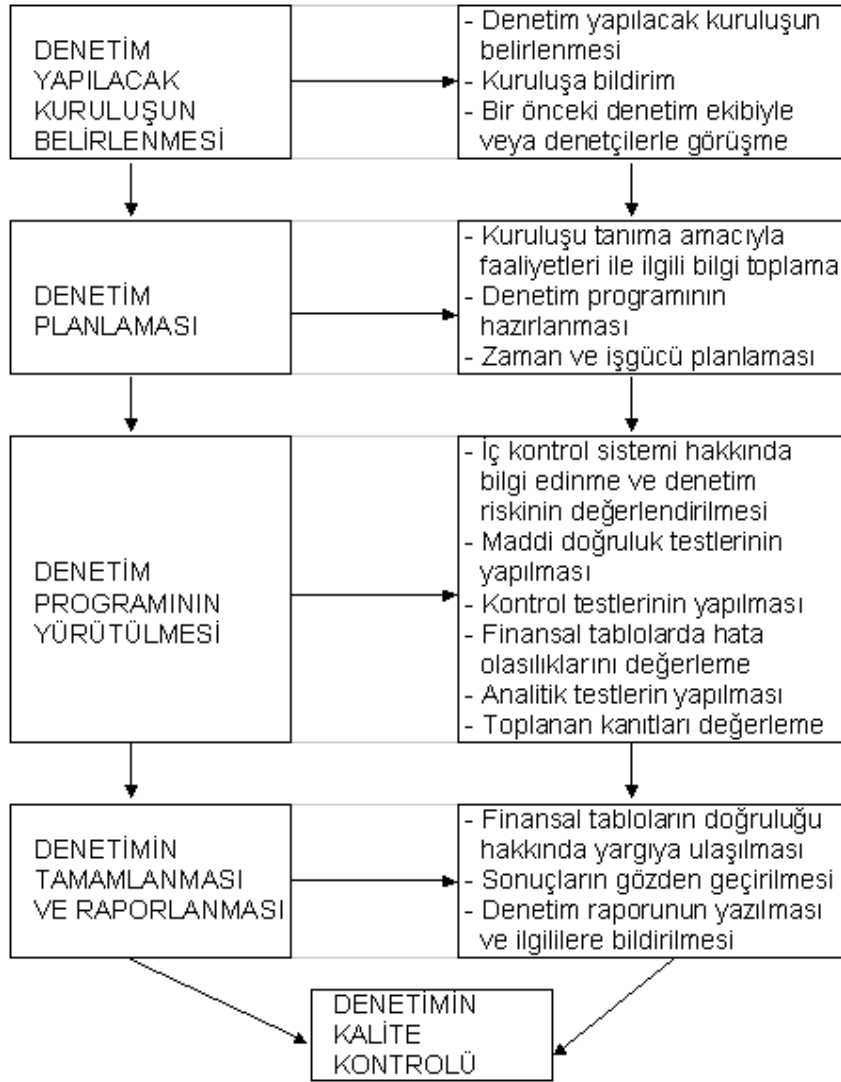 DENETİM
YAPILACAK
KURULUŞUN
BELİRLENMESİ
- Denetim yapılacak kuruluşun
belirlenmesi
- Kuruluşa bildirim
- Bir önceki denetim ekibiyle
veya denetçilerle görüşme
DENETİM
PLANLAMASI
- Kuruluşu tanıma amacıyla
faaliyetleri ile ilgili bilgi toplama
- Denetim programının
hazırlanması
- Zaman ve işgücü planlaması
DENETİM
PROGRAMININ
YÜRÜTÜLMESİ
- İç kontrol sistemi hakkında
bilgi edinme ve denetim
riskinin değerlendirilmesi
- Maddi doğruluk testlerinin
yapılması
- Kontrol testlerinin yapılması
- Finansal tablolarda hata
olasılıklarını değerleme
- Analitik testlerin yapılması
- Toplanan kanıtları değerleme
DENETİMİN
TAMAMLANMASI
VE RAPORLANMASI
- Finansal tabloların doğruluğu
hakkında yargıya ulaşılması
- Sonuçların gözden geçirilmesi
- Denetim raporunun yazılması
ve ilgililere bildirilmesi
DENETİMİN
KALİTE
KONTROLÜ